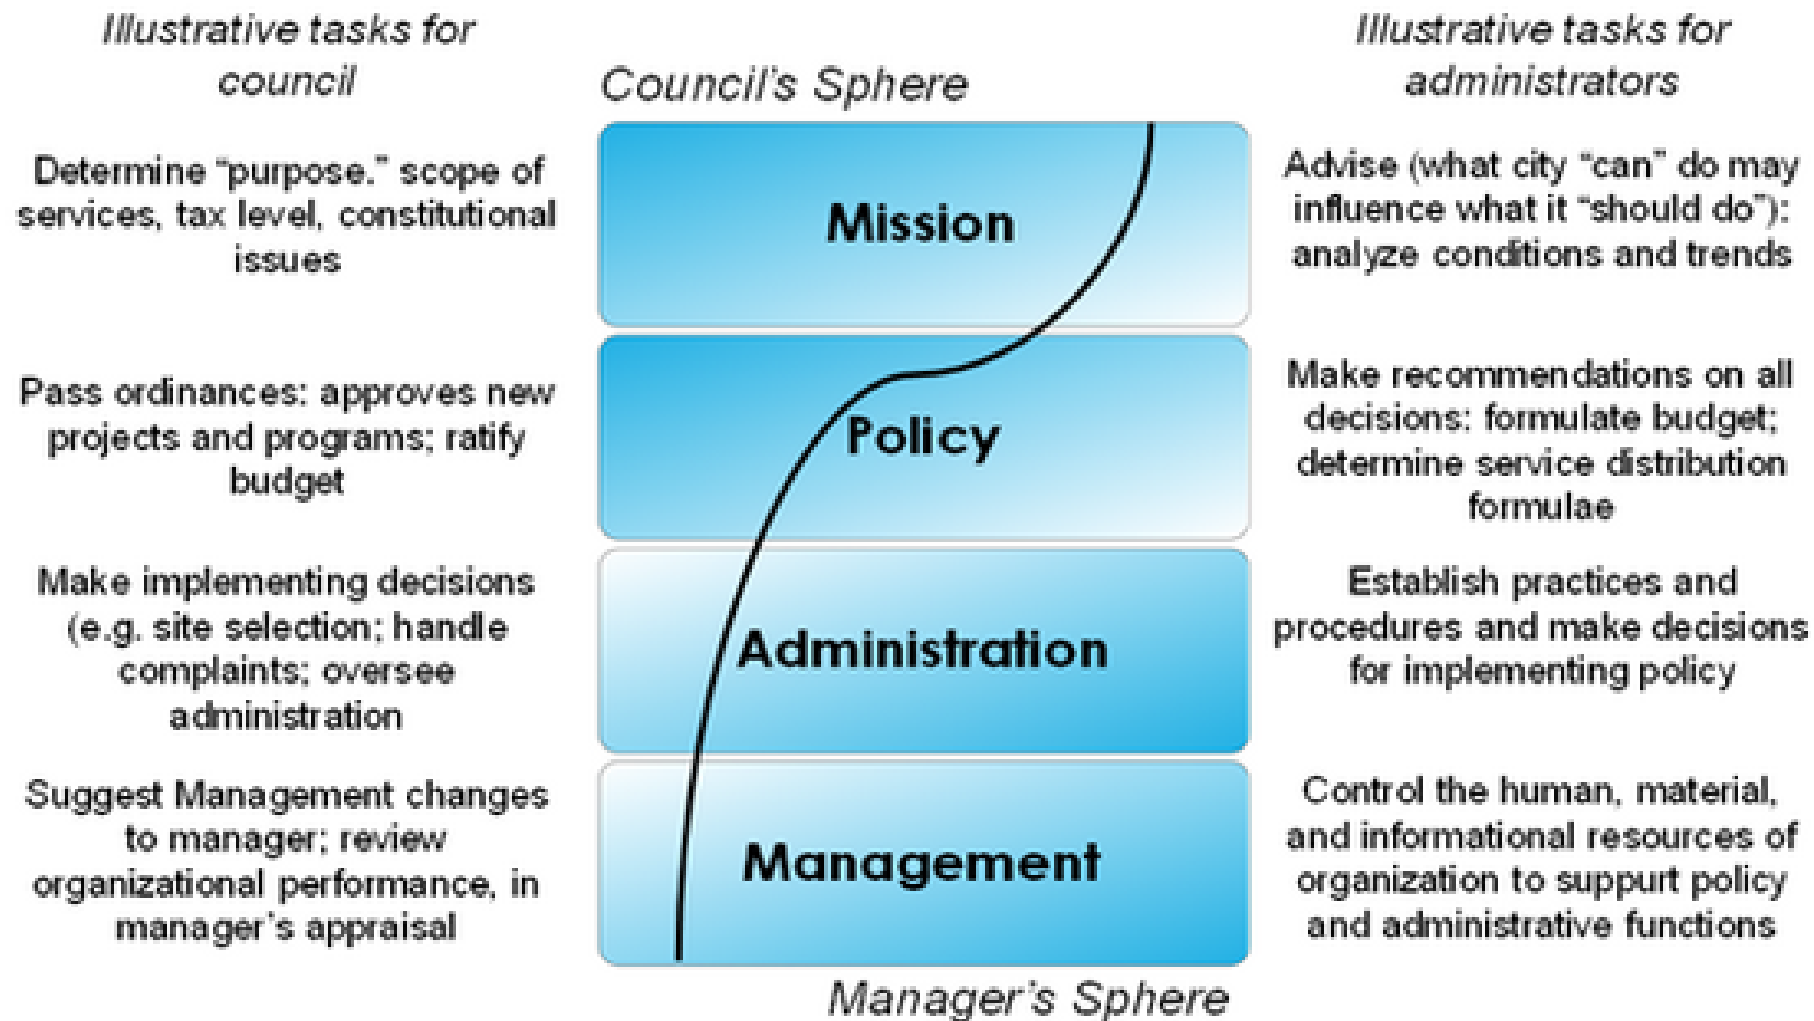 Illustrative tasks for
council
Determine “purpose.” scope of
services, tax level, constitutional
issues
Pass ordinances: approves new
projects and programs; ratify
budget
Make implementing decisions
(e.g. site selection; handle
complaints; oversee
administration
Suggest Management changes
to manager; review
organizational performance, in
manager’s appraisal
Council’s Sphere
Mission
Policy
Administration
Management
Manager’s Sphere
Illustrative tasks for
administrators
Advise (what city “can” do may
influence what it “should do”):
analyze conditions and trends
Make recommendations on all
decisions: formulate budget;
determine service distribution
formulae
Establish practices and
procedures and make decisions
for implementing policy
Control the human, material,
and informational resources of
organization to suppurt policy
and administrative functions